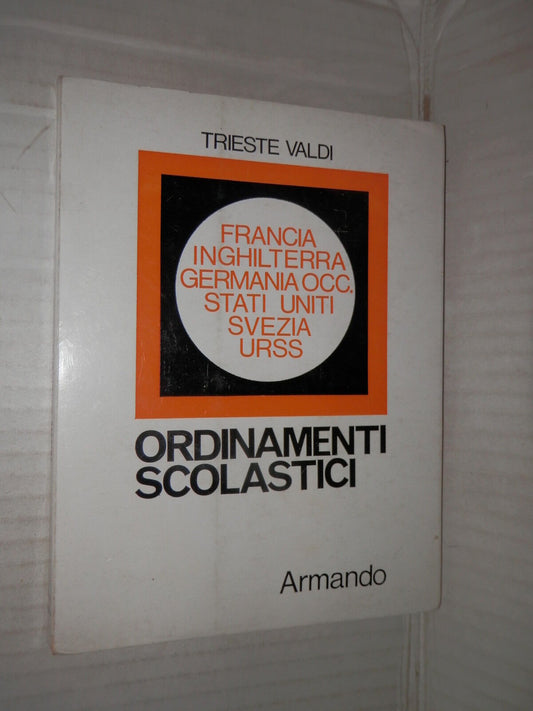 TRIESTE VALDI
FRANCIA
INGHILTERRA
GERMANIA OCC.
STATI UNITI
SVEZIA
URSS
ORDINAMENTI
SCOLASTICI
Armando